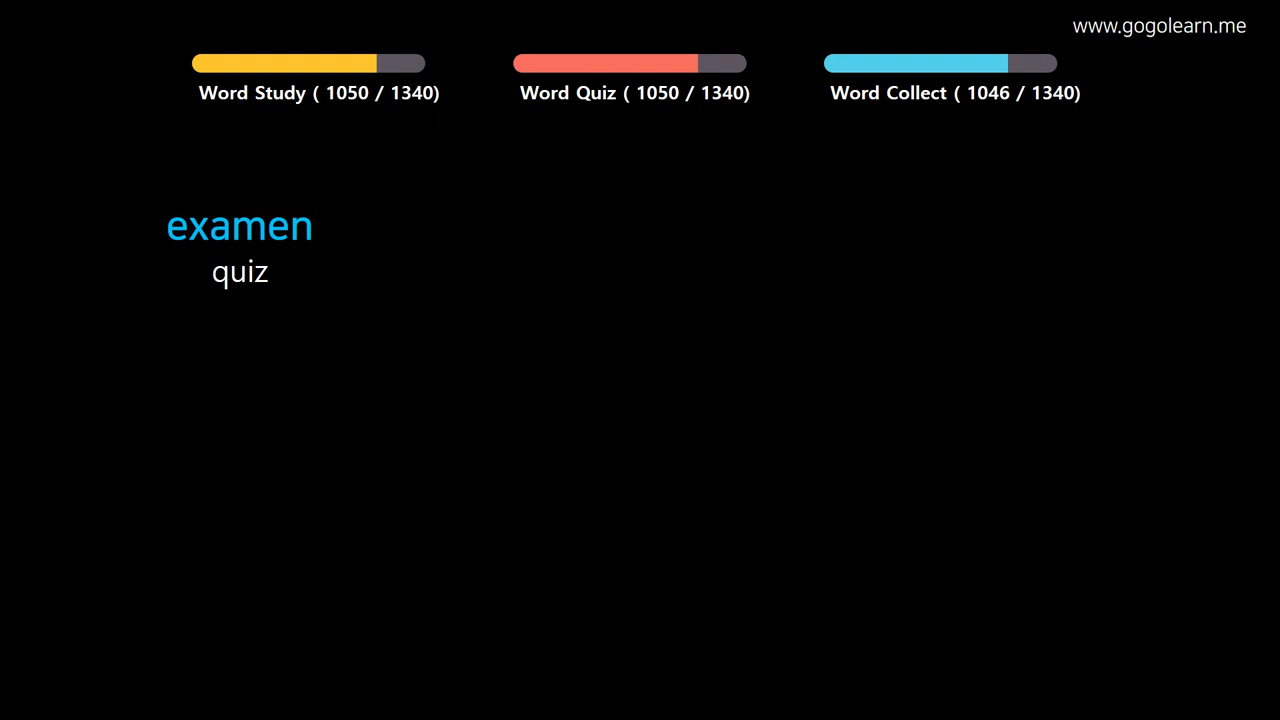 www.gogolearn.me
Word Study ( 1050 / 1340)
Word Quiz ( 1050 / 1340)
Word Collect ( 1046 / 1340)
examen
quiz